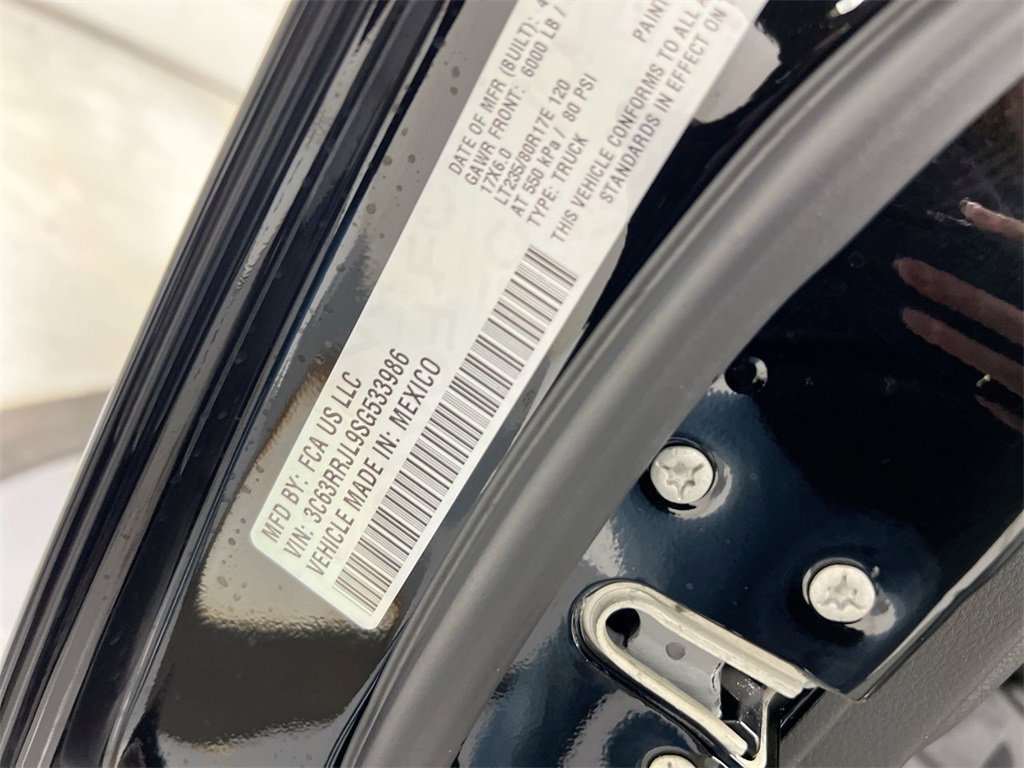 MFD BY: FCA US LLC
VIN: 3C63RRJL9SG533986
VEHICLE MADE IN: MEXICO
DATE OF MFR (BUILT):
GAWR FRONT: 6000 LB /
17X6.0
LT235/80R17E 120
AT 550 kPa / 80 PSI
TYPE: TRUCK
PAINT
THIS VEHICLE CONFORMS TO ALL
STANDARDS IN EFFECT ON